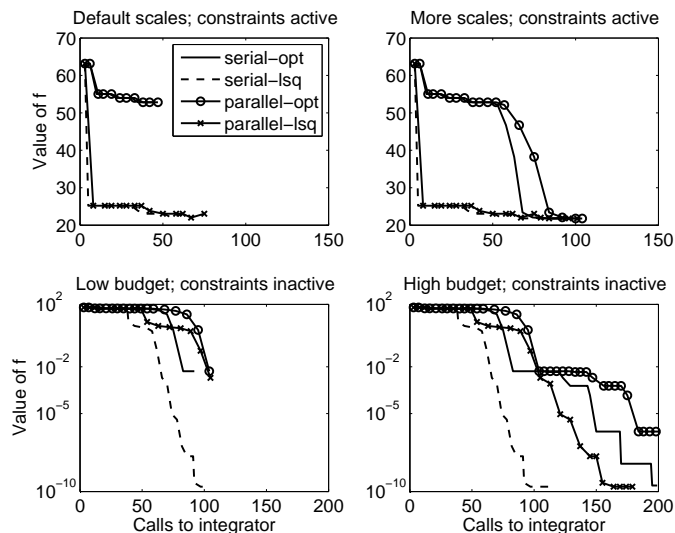 Default scales; constraints active
More scales; constraints active
70
60
50
40
30
20
Value of f
serial−opt
serial−lsq
parallel−opt
parallel−lsq
0 50 100 150
70
60
50
40
30
20
0 50 100 150
Low budget; constraints inactive
High budget; constraints inactive
10^2
10^−2
10^−5
10^−10
Value of f
0 50 100 150 200
Calls to integrator
10^2
10^−2
10^−5
10^−10
0 50 100 150 200
Calls to integrator